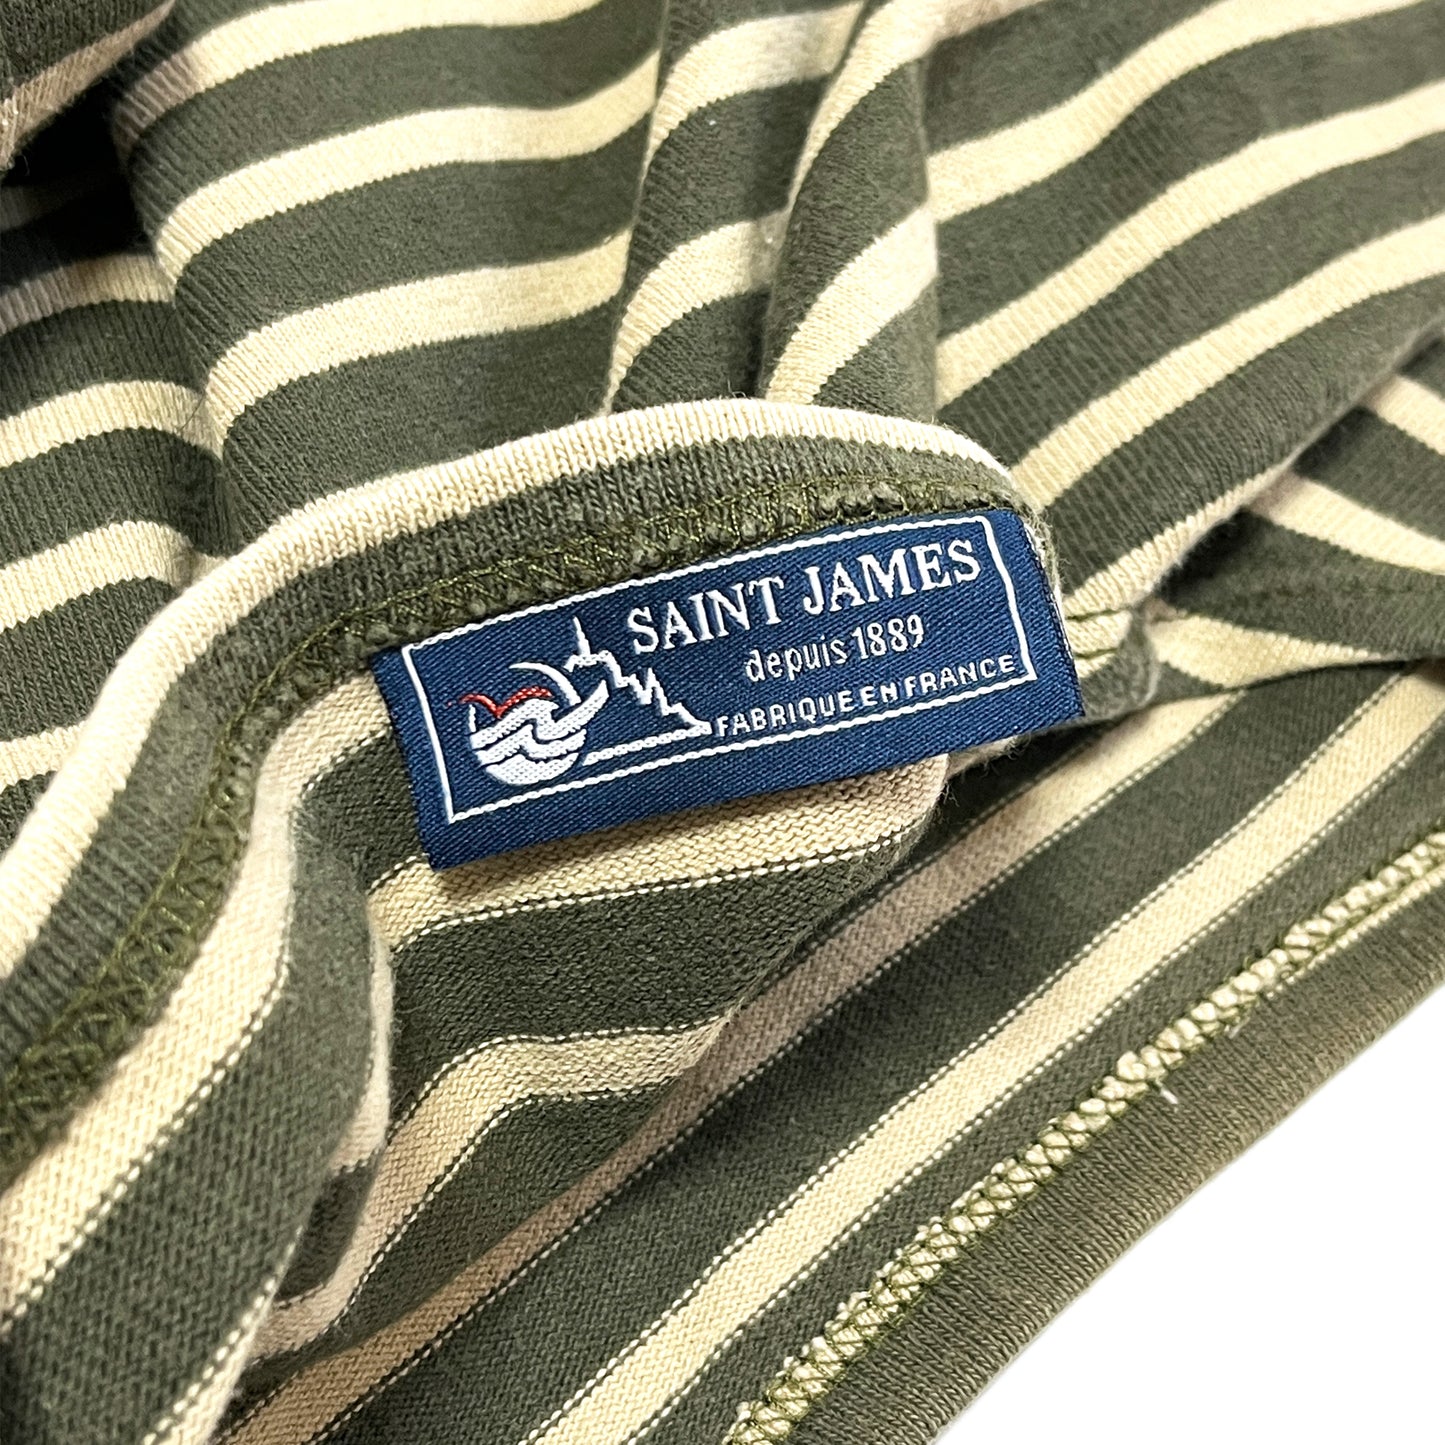 SAINT JAMES
depuis 1889
FABRIQUE EN FRANCE